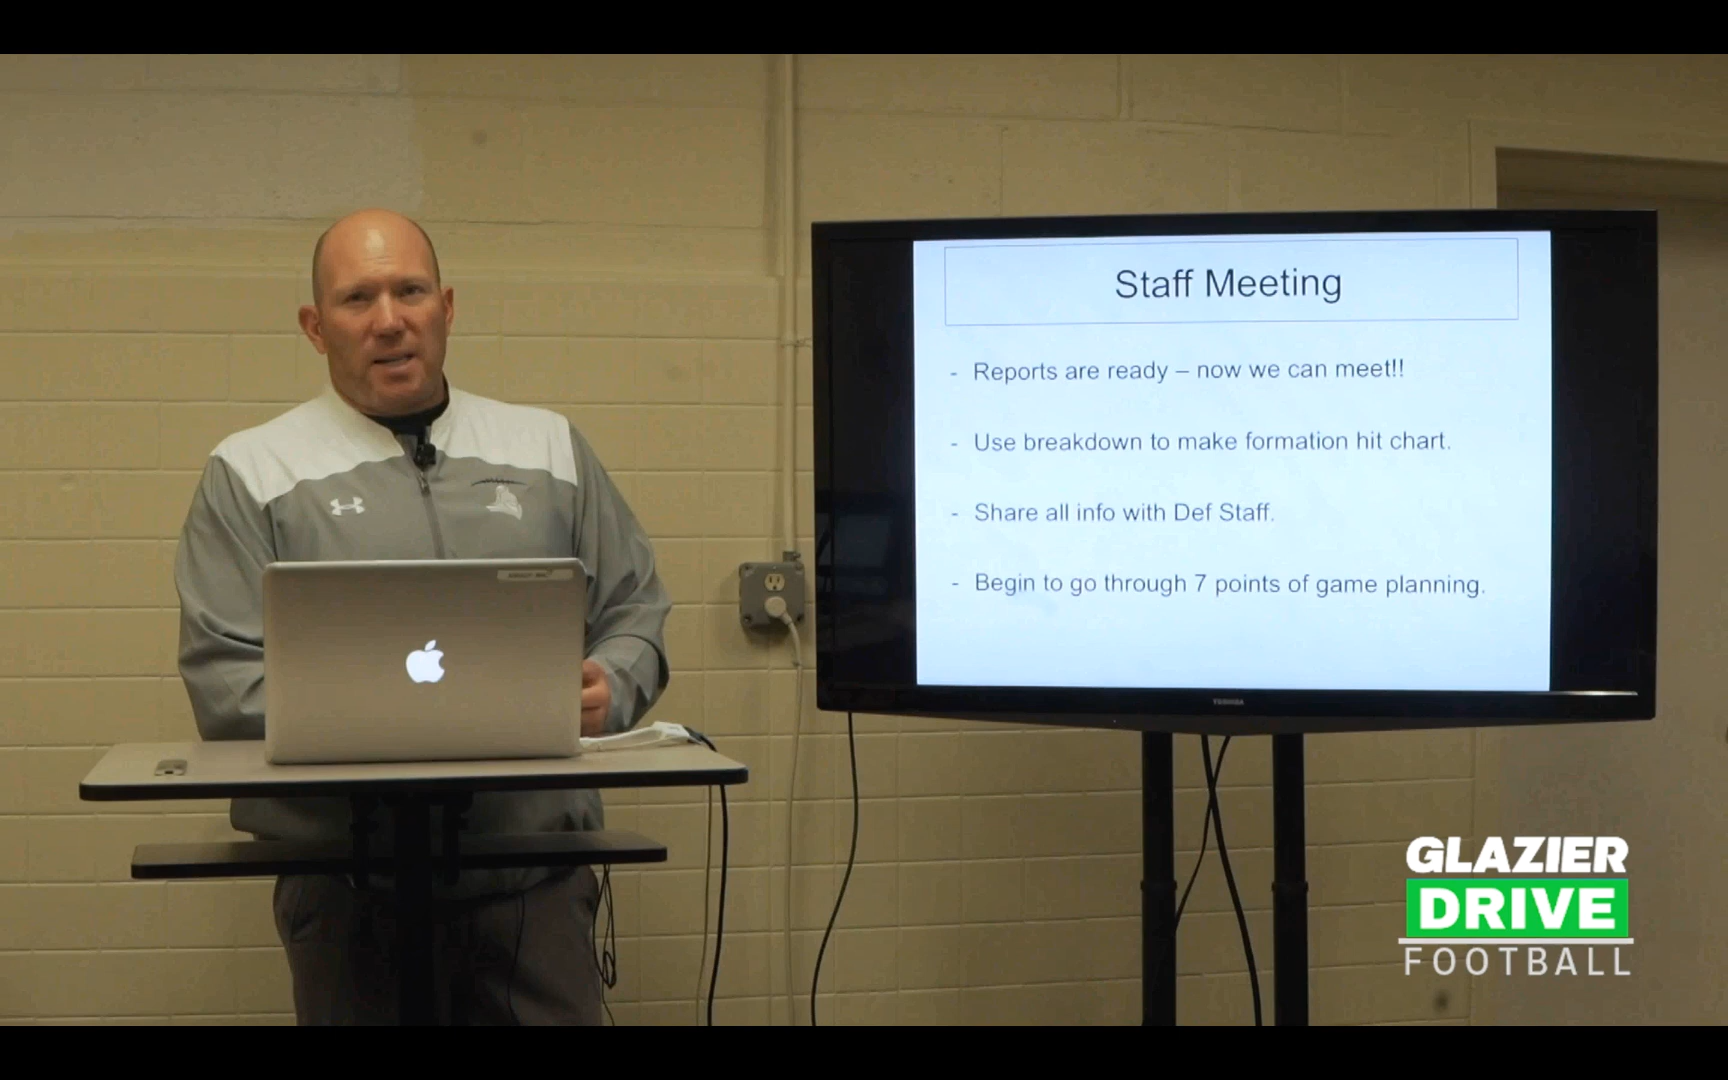 Staff Meeting
- Reports are ready – now we can meet!!
- Use breakdown to make formation hit chart.
- Share all info with Def Staff.
- Begin to go through 7 points of game planning.
TOSHIBA
GLAZIER
DRIVE
FOOTBALL